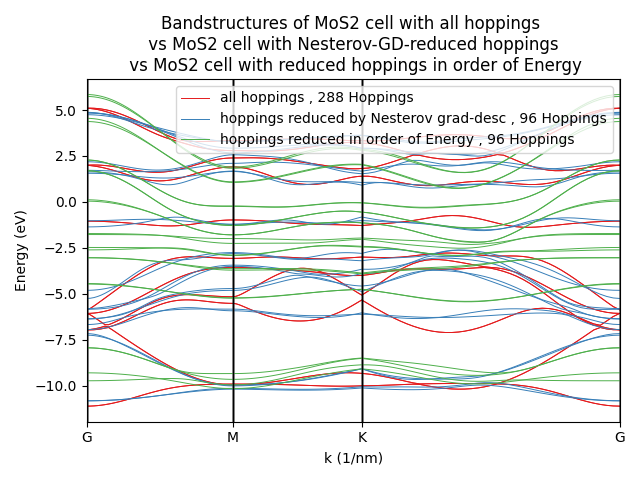 Bandstructures of MoS2 cell with all hoppings
vs MoS2 cell with Nesterov-GD-reduced hoppings
vs MoS2 cell with reduced hoppings in order of Energy
all hoppings , 288 Hoppings
hoppings reduced by Nesterov grad-desc , 96 Hoppings
hoppings reduced in order of Energy , 96 Hoppings
Energy (eV)
5.0
2.5
0.0
−2.5
−5.0
−7.5
−10.0
G
M
K
G
k (1/nm)